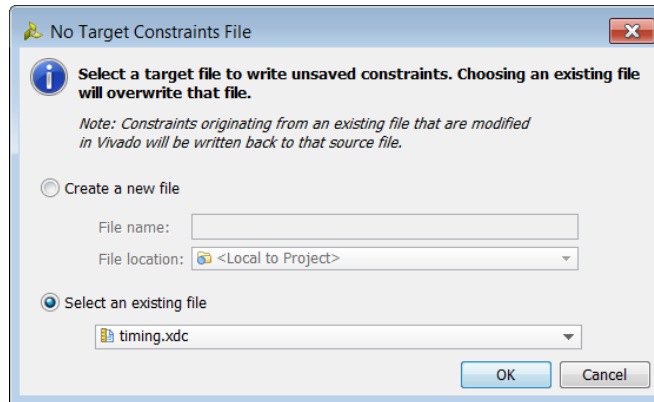 No Target Constraints File
Select a target file to write unsaved constraints. Choosing an existing file
will overwrite that file.
Note: Constraints originating from an existing file that are modified
in Vivado will be written back to that source file.
Create a new file
File name:
File location: <Local to Project>
Select an existing file
timing.xdc
OK Cancel